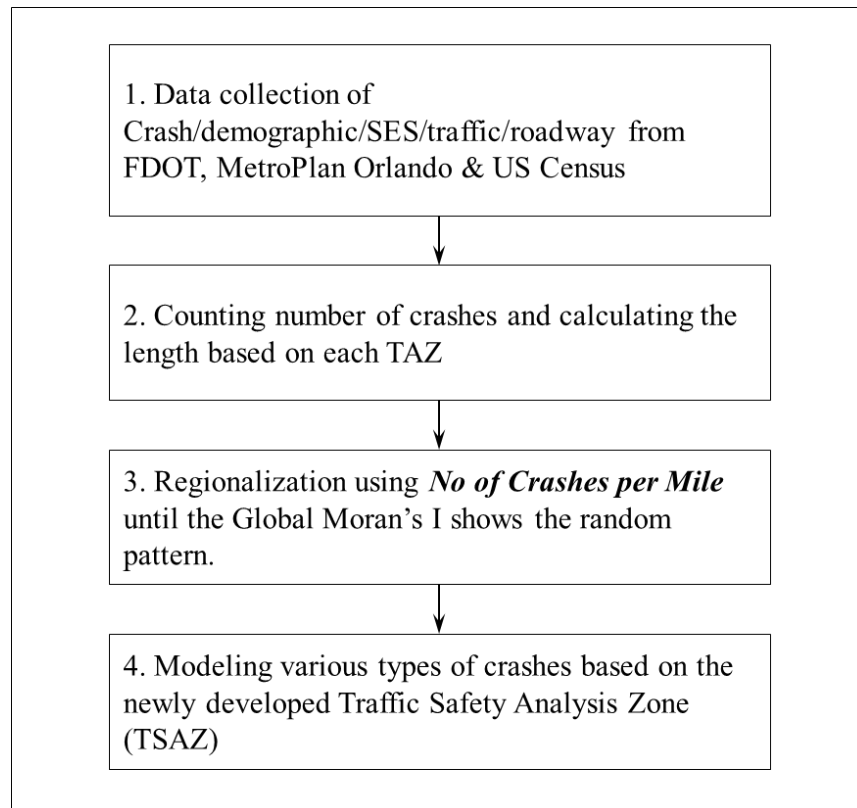 1. Data collection of
Crash/demographic/SES/traffic/roadway from
FDOT, MetroPlan Orlando & US Census
2. Counting number of crashes and calculating the
length based on each TAZ
3. Regionalization using No of Crashes per Mile
until the Global Moran’s I shows the random
pattern.
4. Modeling various types of crashes based on the
newly developed Traffic Safety Analysis Zone
(TSAZ)